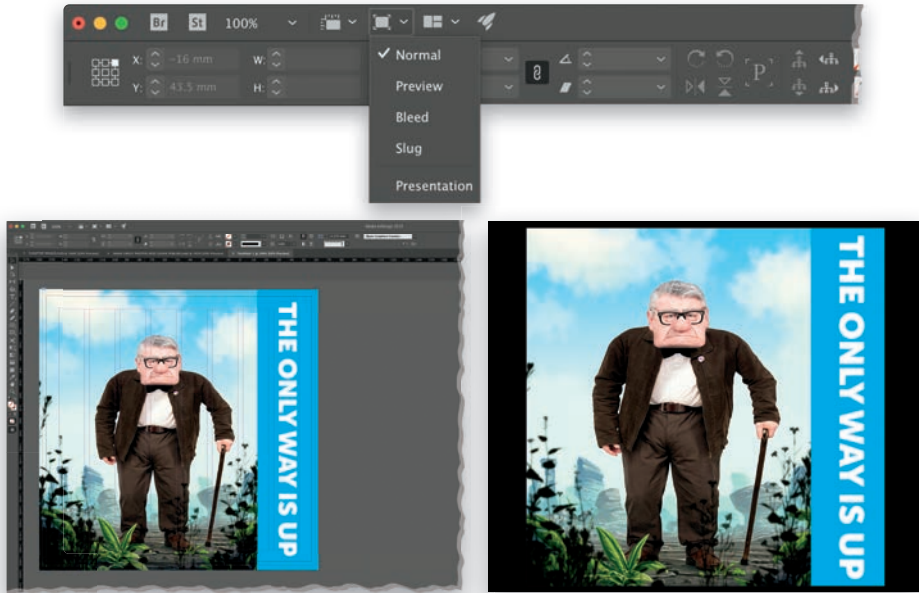 Br St 100%
X: -16 mm W:
Y: 43.5 mm H:
P
Normal
Preview
Bleed
Slug
Presentation
THE ONLY WAY IS UP
THE ONLY WAY IS UP